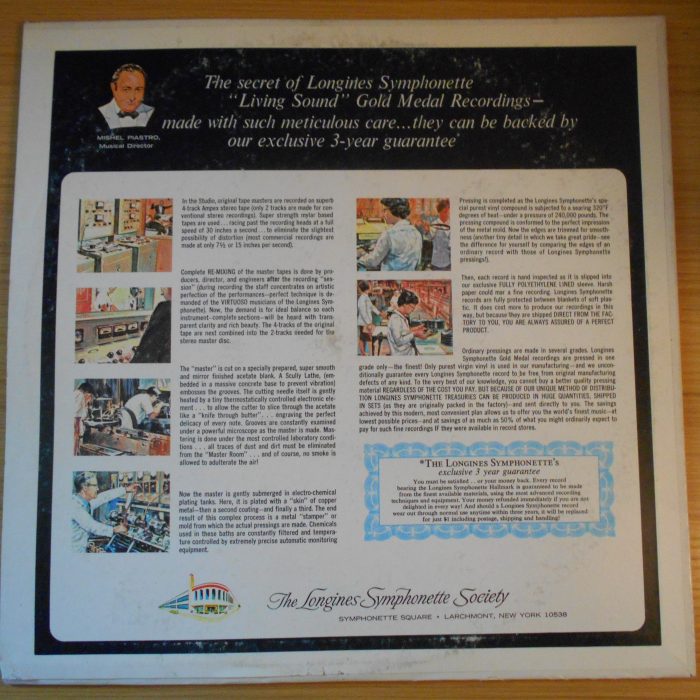 The secret of Longines Symphonette
"Living Sound" Gold Medal Recordings—
made with such meticulous care...they can be backed by
our exclusive 3-year guarantee*
MISHEL PIASTRO,
Musical Director
In the Studio, original tape masters are recorded on superb
4-track Ampex stereo tape (only 2 tracks are made for con-
ventional stereo recordings). Super strength mylar based
tapes are used . . . racing past the recording heads at a full
speed of 30 inches a second . . . to eliminate the slightest
possibility of distortion (most commercial recordings are
made at only 7½ or 15 inches per second).
Complete RE-MIXING of the master tapes is done by pro-
ducers, director, and engineers after the recording "ses-
sion" (during recording the staff concentrates on artistic
perfection of the performances—perfect technique is de-
manded of the VIRTUOSO musicians of the Longines Sym-
phonette). Now, the demand is for ideal balance so each
instrument—complete sections—will be heard with trans-
parent clarity and rich beauty. The 4-tracks of the original
tape are next combined into the 2-tracks needed for the
stereo master disc.
The "master" is cut on a specially prepared, super smooth
and mirror finished acetate blank. A Scully Lathe, (em-
bedded in a massive concrete base to prevent vibration)
embosses the grooves. The cutting needle itself is gently
heated by a tiny thermostatically controlled electronic ele-
ment . . . to allow the cutter to slice through the acetate
like a "knife through butter" . . . engraving the perfect
delicacy of every note. Grooves are constantly examined
under a powerful microscope as the master is made. Mas-
tering is done under the most controlled laboratory condi-
tions . . . all traces of dust and dirt must be eliminated
from the "Master Room" . . . and of course, no smoke is
allowed to adulterate the air!
Now the master is gently submerged in electro-chemical
plating tanks. Here, it is plated with a "skin" of copper
metal—then a second coating—and finally a third. The end
result of this complex process is a metal "stamper" or
mold from which the actual pressings are made. Chemicals
used in these baths are constantly filtered and tempera-
ture controlled by extremely precise automatic monitoring
equipment.
Pressing is completed as the Longines Symphonette's spe-
cial purest vinyl compound is subjected to a searing 320°F
degrees of heat—under a pressure of 240,000 pounds. The
pressing compound is conformed to the perfect impression
of the metal mold. Now the edges are trimmed for smooth-
ness (another tiny detail in which we take great pride—see
the difference for yourself by comparing the edges of an
ordinary record with those of Longines Symphonette
pressings!).
Then, each record is hand inspected as it is slipped into
our exclusive FULLY POLYETHYLENE LINED sleeve. Harsh
paper could mar a fine recording. Longines Symphonette
records are fully protected between blankets of soft plas-
tic. It does cost more to produce our recordings in this
way, but because they are shipped DIRECT FROM THE FAC-
TORY TO YOU, YOU ARE ALWAYS ASSURED OF A PERFECT
PRODUCT.
Ordinary pressings are made in several grades. Longines
Symphonette Gold Medal recordings are pressed in one
grade only—the finest! Only purest virgin vinyl is used in our manufacturing—and we uncon-
ditionally guarantee every Longines Symphonette record to be free from original manufacturing
defects of any kind. To the very best of our knowledge, you cannot buy a better quality pressing
material REGARDLESS OF THE COST YOU PAY. BUT BECAUSE OF OUR UNIQUE METHOD OF DISTRIBU-
TION LONGINES SYMPHONETTE TREASURIES CAN BE PRODUCED IN HUGE QUANTITIES, SHIPPED
IN SETS (as they are originally packed in the factory)—and sent directly to you. The savings
achieved by this modern, most convenient plan allows us to offer you the world's finest music—at
lowest possible prices—and at savings of as much as 50% of what you might ordinarily expect to
pay for such fine recordings if they were available in record stores.
*THE LONGINES SYMPHONETTE'S
exclusive 3 year guarantee
You must be satisfied . . . or your money back. Every record
bearing the Longines Symphonette Hallmark is guaranteed to be made
from the finest available materials, using the most advanced recording
techniques and equipment. Your money refunded immediately if you are not
delighted in every way! And should a Longines Symphonette record
wear out through normal use anytime within three years, it will be replaced
for just $1 including postage, shipping and handling!
The Longines Symphonette Society
SYMPHONETTE SQUARE • LARCHMONT, NEW YORK 10538